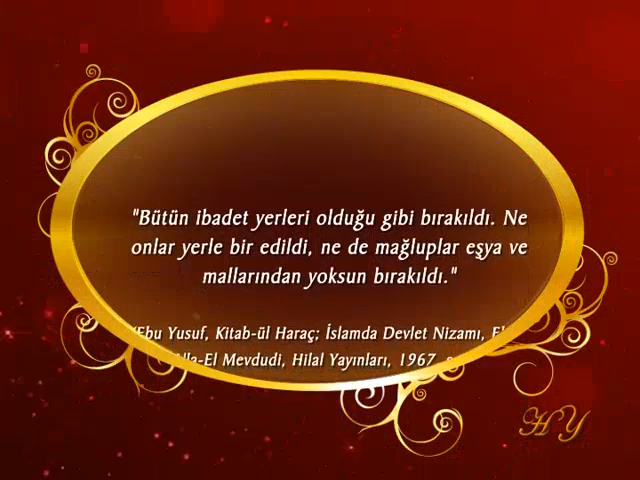 "Bütün ibadet yerleri olduğu gibi bırakıldı. Ne
onlar yerle bir edildi, ne de mağluplar eşya ve
mallarından yoksun bırakıldı."
(Ebu Yusuf, Kitab-ül Haraç; İslamda Devlet Nizamı,
El Mevdudi, Hilal Yayınları, 1967
HY